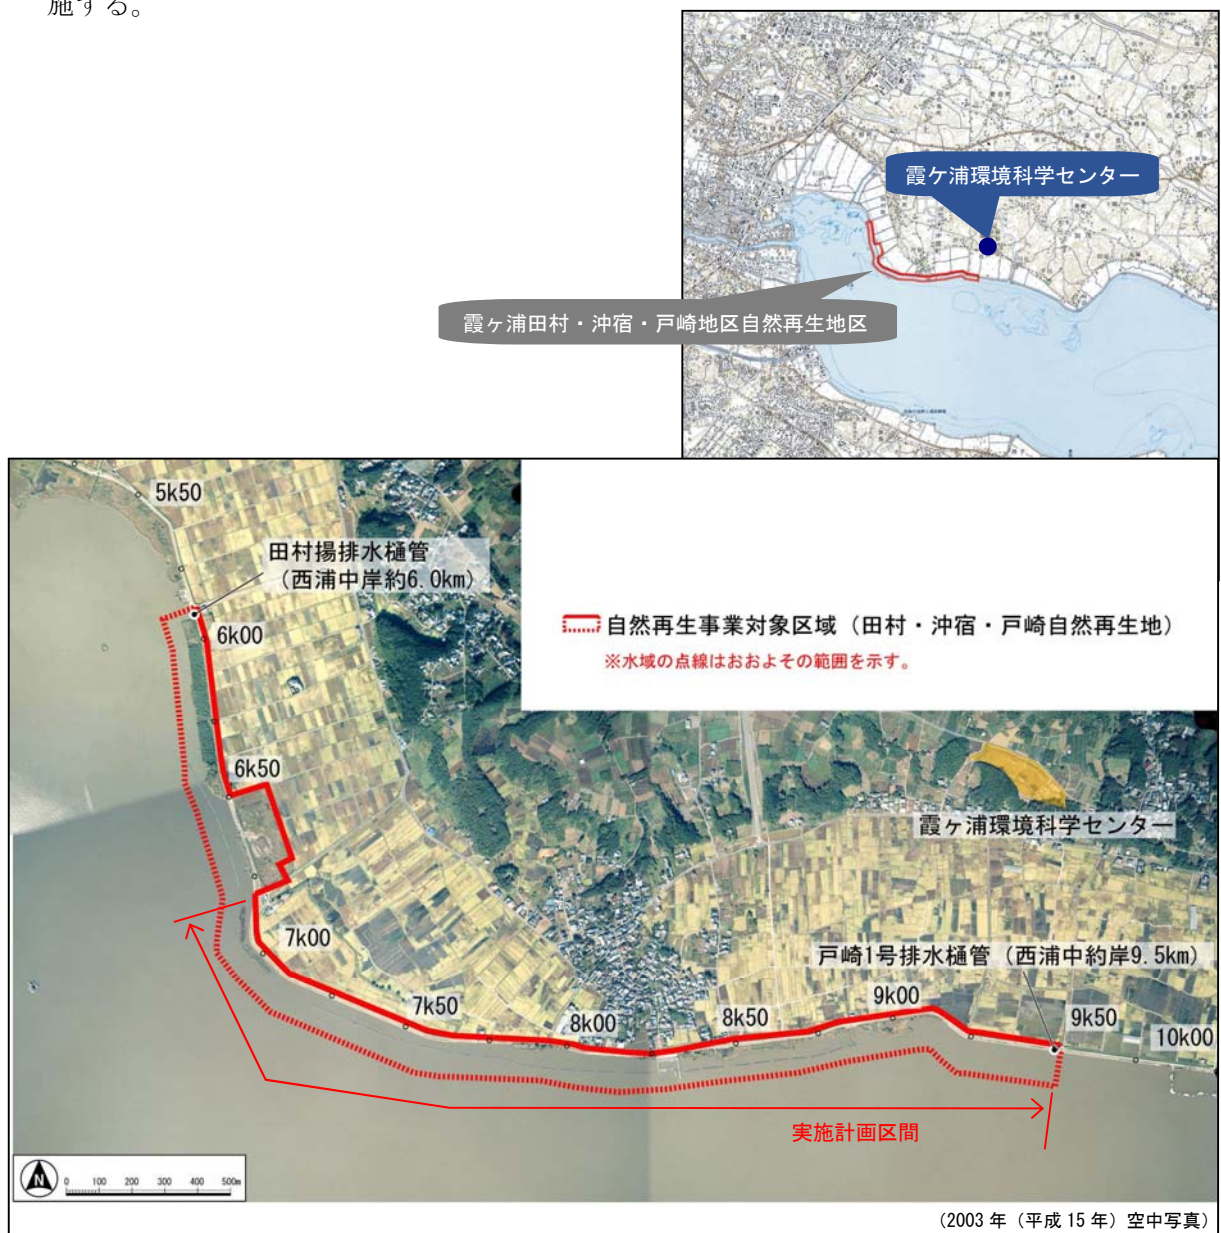 施する。
霞ケ浦環境科学センター
霞ヶ浦田村・沖宿・戸崎地区自然再生地区
5k50
田村揚排水樋管
（西浦中岸約6.0km）
6k00
自然再生事業対象区域（田村・沖宿・戸崎自然再生地）
※水域の点線はおおよその範囲を示す。
6k50
霞ヶ浦環境科学センター
7k00
戸崎1号排水樋管（西浦中約岸9.5km）
7k50
8k00
8k50
9k00
9k50
10k00
実施計画区間
N
0 100 200 300 400 500m
（2003 年（平成 15 年）空中写真）